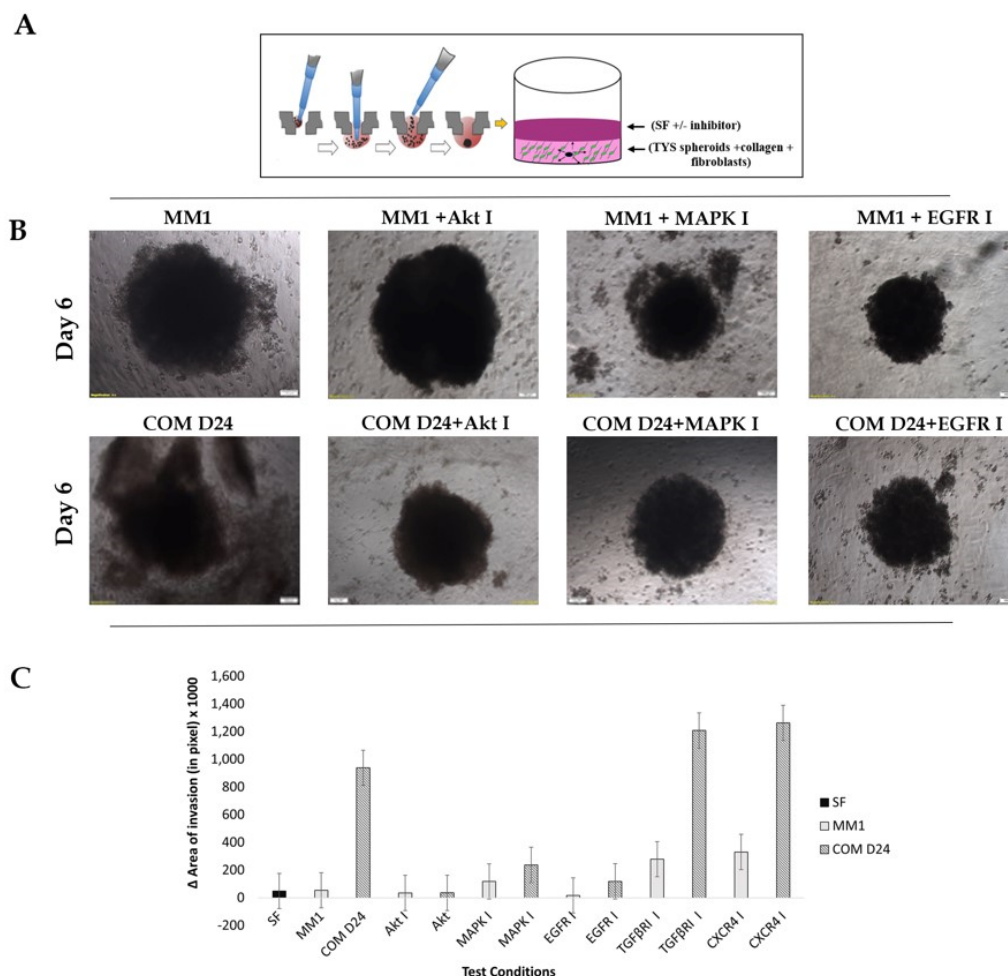 A
(SF +/- inhibitor)
(TYS spheroids +collagen +
fibroblasts)
B
MM1
MM1 +Akt I
MM1 + MAPK I
MM1 + EGFR I
Day 6
COM D24
COM D24+Akt I
COM D24+MAPK I
COM D24+EGFR I
Day 6
C
Δ Area of invasion (in pixel) x 1000
1,600
1,400
1,200
1,000
800
600
400
200
0
-200
SF
MM1
COM D24
Akt I
Akt
MAPK I
MAPK I
EGFR I
EGFR I
TGFβRI I
TGFβRI I
CXCR4 I
CXCR4 I
Test Conditions
SF
MM1
COM D24